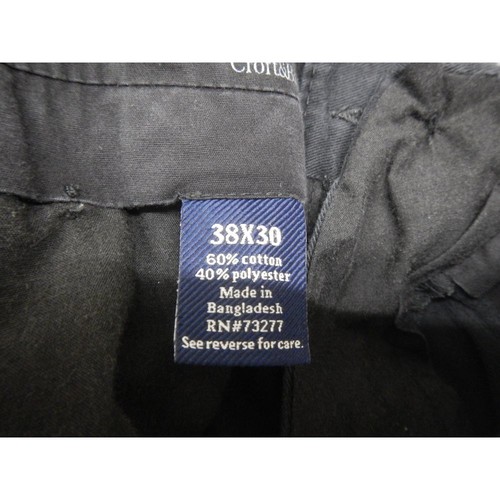 38X30
60% cotton
40% polyester
Made in
Bangladesh
RN#73277
See reverse for care.